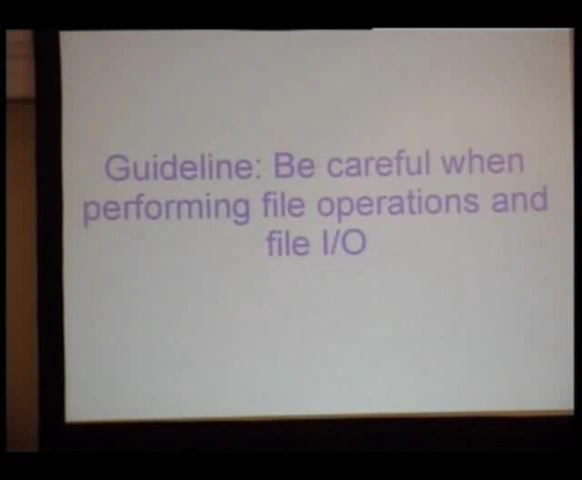 Guideline: Be careful when
performing file operations and
file I/O